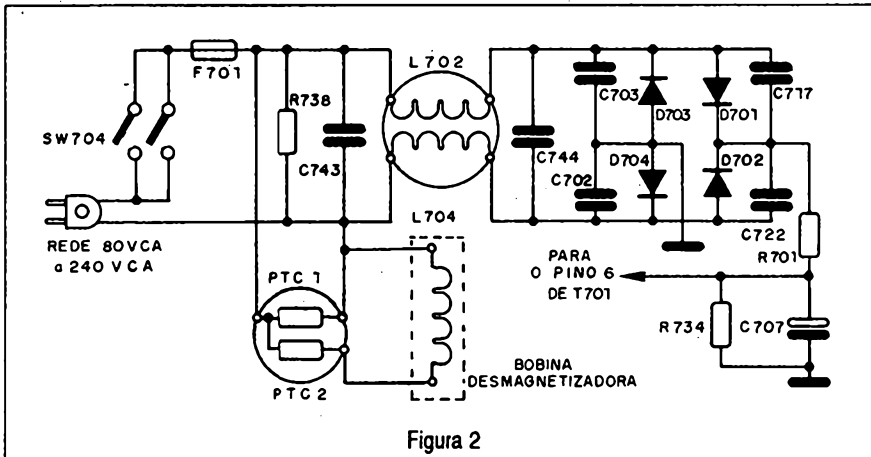 L702
F701
R738
C703
D703
D701
C717
SW704
C743
C744
D704
D702
C702
L704
C722
REDE 80VCA
a 240 VCA
R701
PARA
O PINO 6
DE T701
PTC 1
R734
C707
BOBINA
DESMAGNETIZADORA
PTC 2
Figura 2